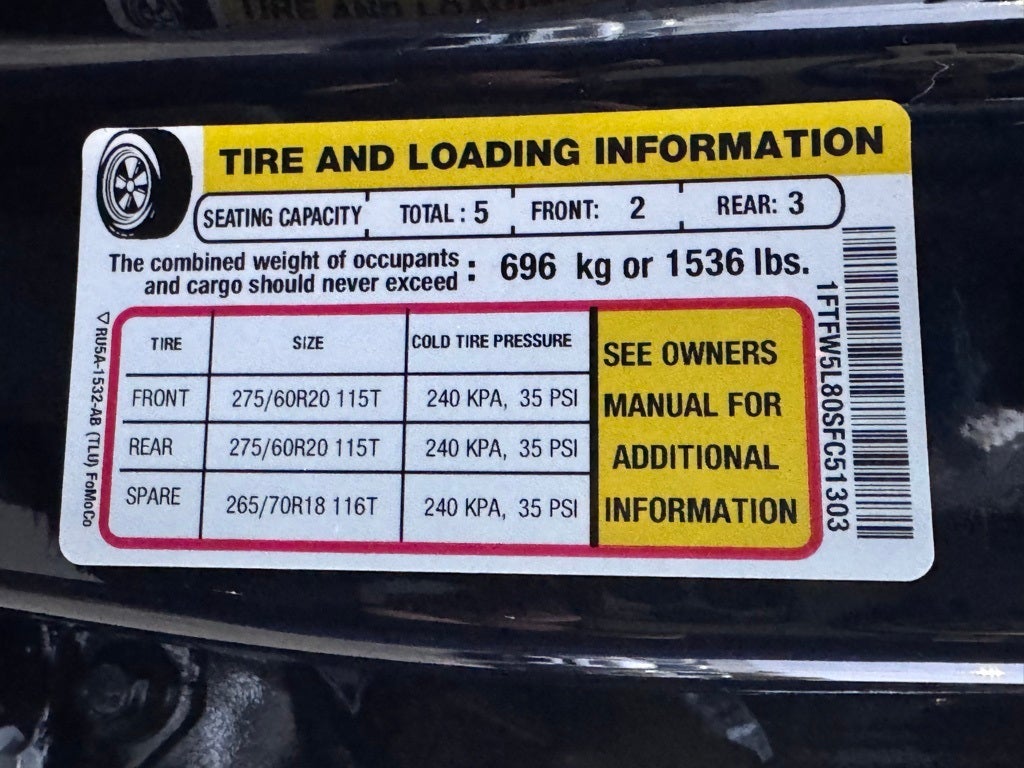 TIRE AND LOADING INFORMATION
SEATING CAPACITY TOTAL : 5 FRONT: 2 REAR: 3
The combined weight of occupants
and cargo should never exceed : 696 kg or 1536 lbs.
TIRE SIZE COLD TIRE PRESSURE
FRONT 275/60R20 115T 240 KPA, 35 PSI
REAR 275/60R20 115T 240 KPA, 35 PSI
SPARE 265/70R18 116T 240 KPA, 35 PSI
SEE OWNERS
MANUAL FOR
ADDITIONAL
INFORMATION
1FTFW5L80SFC51303
RU5A-1532-AB (TLU) FoMoCo